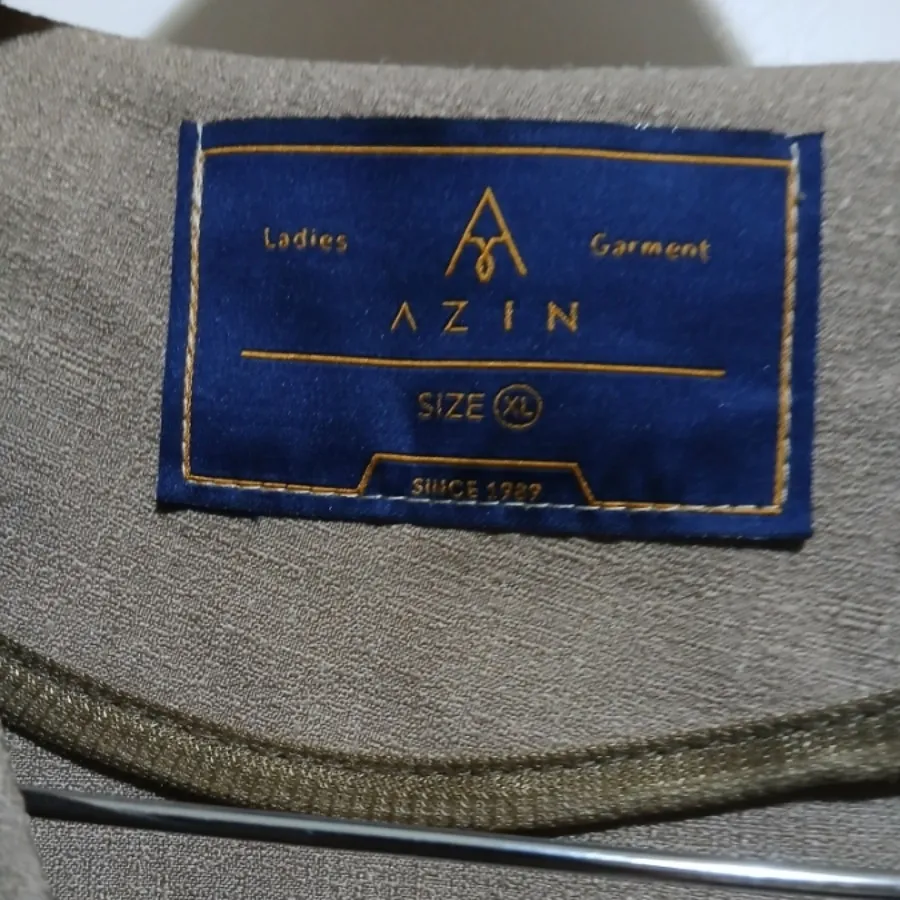 Ladies Garment
AZIN
SIZE XL
SINCE 1989